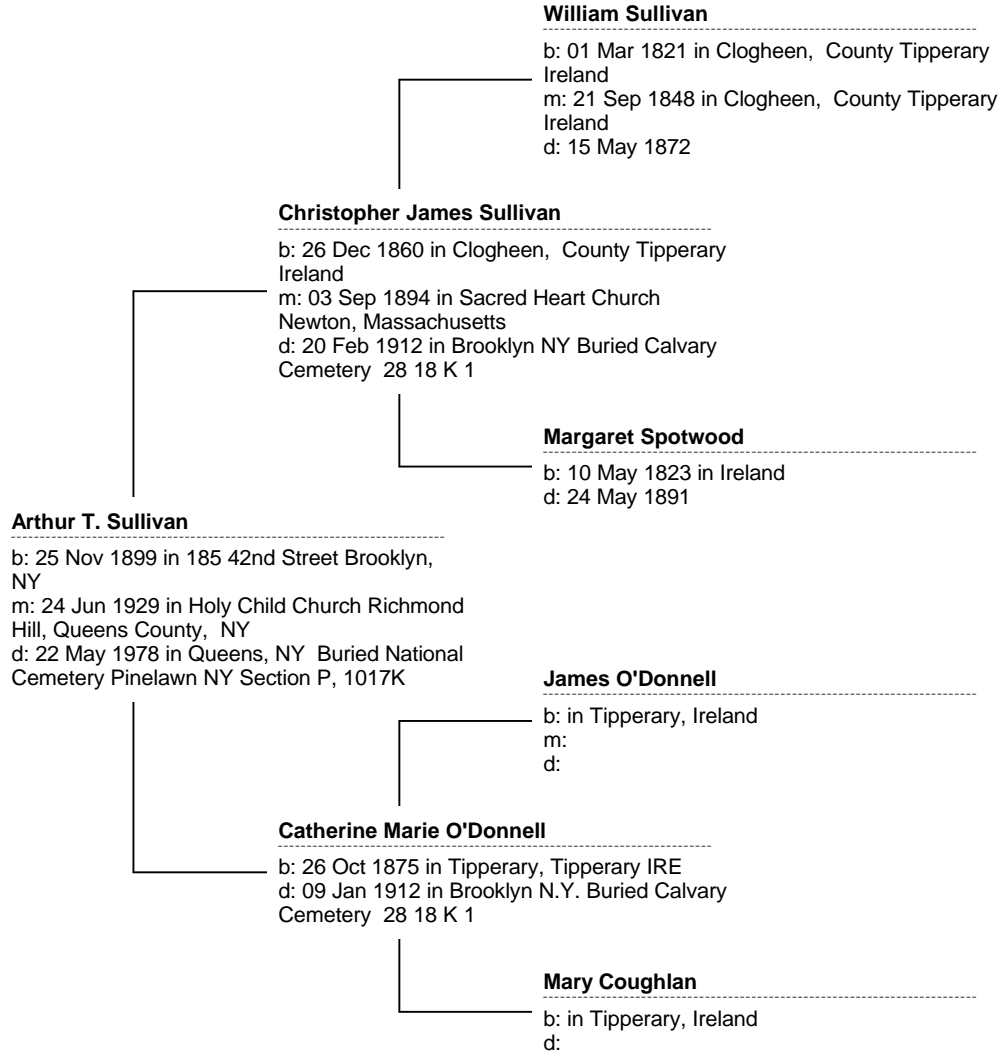 William Sullivan
b: 01 Mar 1821 in Clogheen, County Tipperary
Ireland
m: 21 Sep 1848 in Clogheen, County Tipperary
Ireland
d: 15 May 1872
Christopher James Sullivan
b: 26 Dec 1860 in Clogheen, County Tipperary
Ireland
m: 03 Sep 1894 in Sacred Heart Church
Newton, Massachusetts
d: 20 Feb 1912 in Brooklyn NY Buried Calvary
Cemetery 28 18 K 1
Margaret Spotwood
b: 10 May 1823 in Ireland
d: 24 May 1891
Arthur T. Sullivan
b: 25 Nov 1899 in 185 42nd Street Brooklyn,
NY
m: 24 Jun 1929 in Holy Child Church Richmond
Hill, Queens County, NY
d: 22 May 1978 in Queens, NY Buried National
Cemetery Pinelawn NY Section P, 1017K
James O'Donnell
b: in Tipperary, Ireland
m:
d:
Catherine Marie O'Donnell
b: 26 Oct 1875 in Tipperary, Tipperary IRE
d: 09 Jan 1912 in Brooklyn N.Y. Buried Calvary
Cemetery 28 18 K 1
Mary Coughlan
b: in Tipperary, Ireland
d: